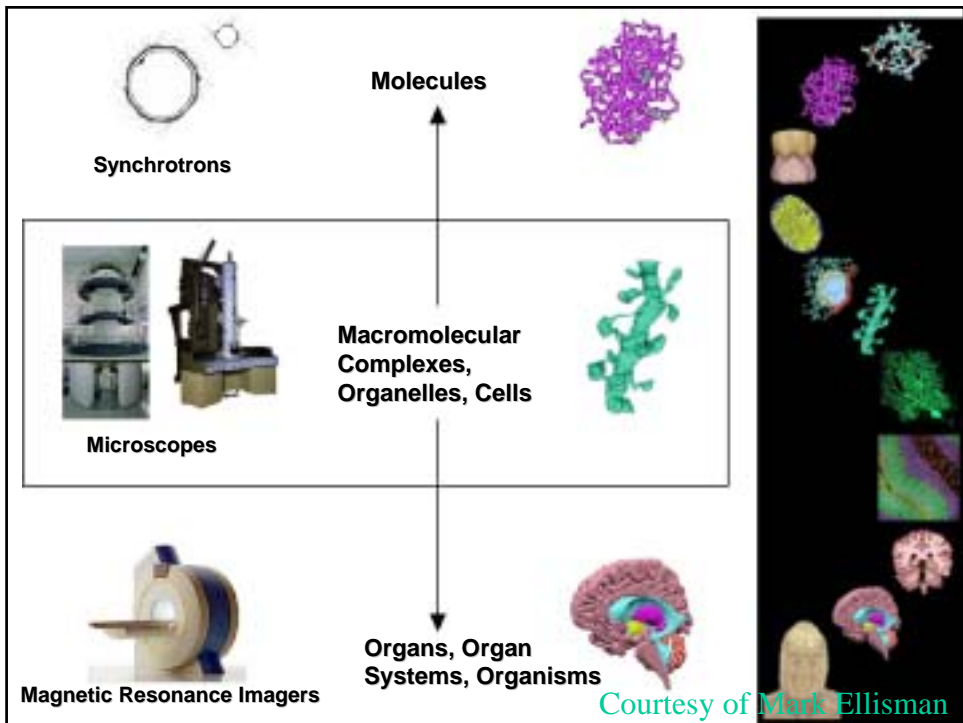 Molecules
Synchrotrons
Macromolecular
Complexes,
Organelles, Cells
Microscopes
Organs, Organ
Systems, Organisms
Magnetic Resonance Imagers
Courtesy of Mark Ellisman